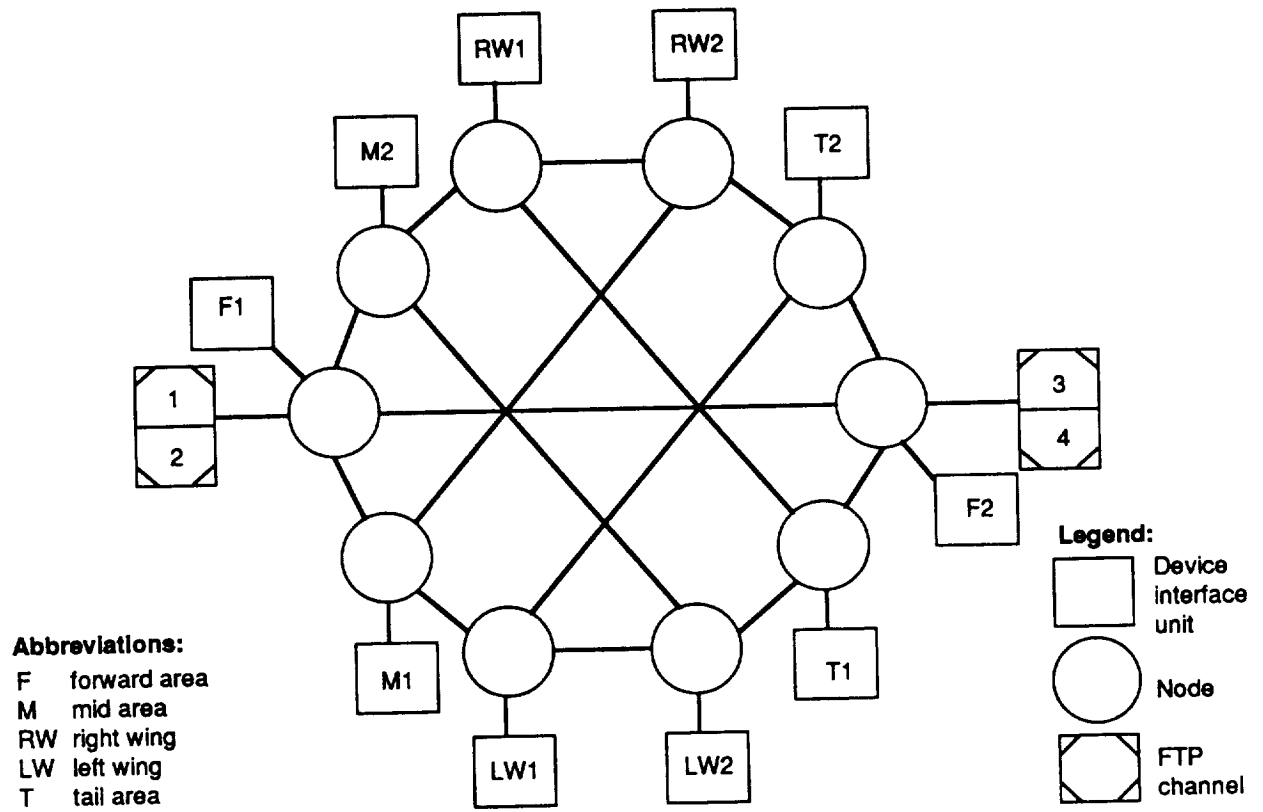 RW1
RW2
M2
T2
F1
1
2
3
4
F2
M1
T1
LW1
LW2
Abbreviations:
F forward area
M mid area
RW right wing
LW left wing
T tail area
Legend:
Device
interface
unit
Node
FTP
channel